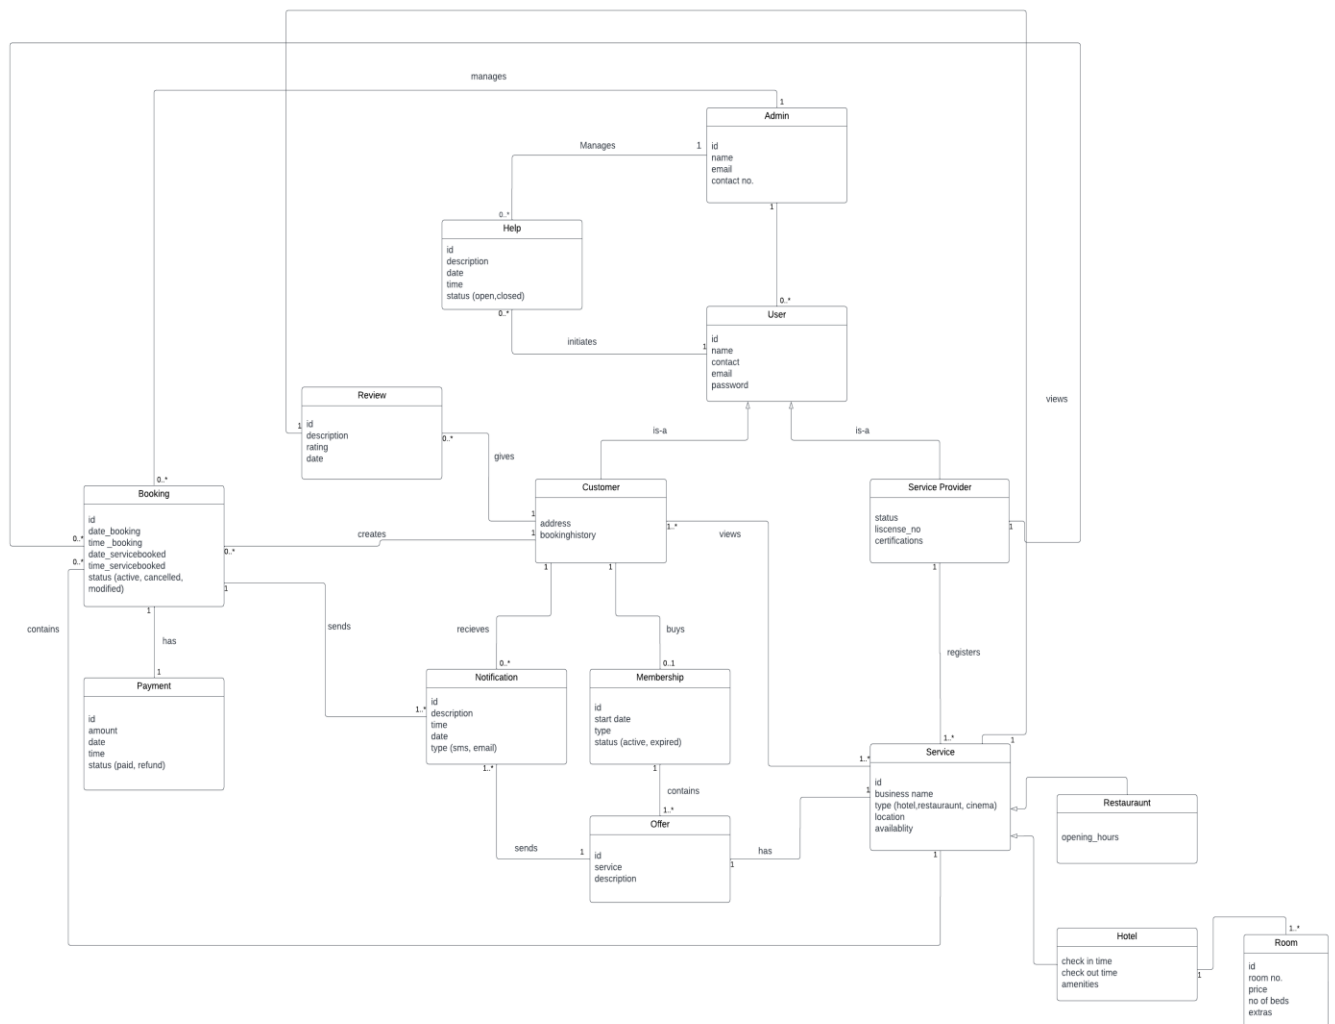 manages
1
Admin
id
name
email
contact no.
Manages
1
1
0..*
Help
id
description
date
time
status (open,closed)
0..*
0..*
User
id
name
contact
email
password
initiates
1
is-a
is-a
views
Review
id
description
rating
date
1
0..*
gives
0..*
Booking
id
date_booking
time _booking
date_servicebooked
time_servicebooked
status (active, cancelled,
modified)
0..*
0..*
0..*
1
1
creates
Customer
address
bookinghistory
1
1
1..*
1
1
views
Service Provider
status
liscense_no
certifications
1
1
contains
has
sends
recieves
buys
registers
1
Payment
id
amount
date
time
status (paid, refund)
0..*
Notification
id
description
time
date
type (sms, email)
1..*
1..*
0..1
Membership
id
start date
type
status (active, expired)
1
contains
1..*
Offer
id
service
description
sends
1
1
has
1..*
1
Service
id
business name
type (hotel,restauraunt, cinema)
location
availablity
1..*
1
1
Restauraunt
opening_hours
Hotel
check in time
check out time
amenities
1
1..*
Room
id
room no.
price
no of beds
extras